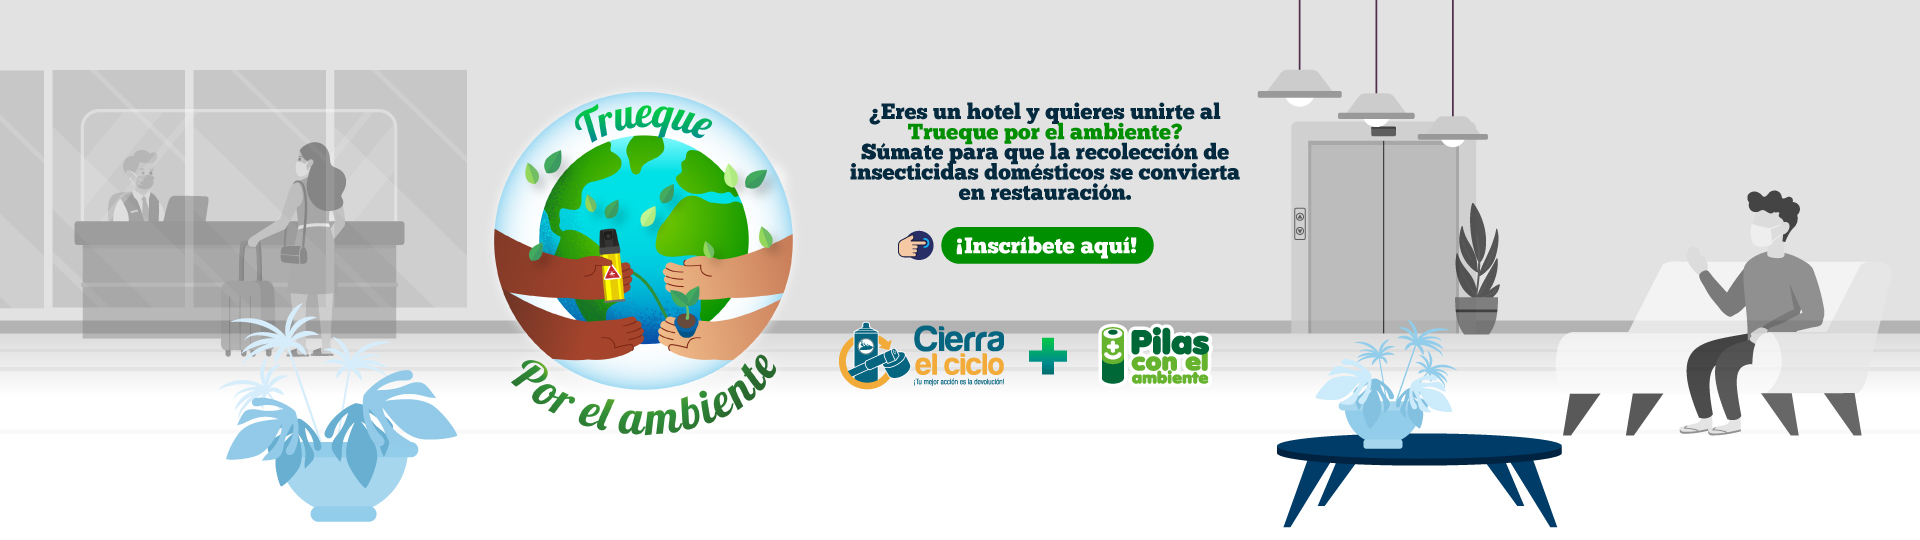 Trueque
Por el ambiente
¿Eres un hotel y quieres unirte al
Trueque por el ambiente?
Súmate para que la recolección de
insecticidas domésticos se convierta
en restauración.
¡Inscríbete aquí!
Cierra
el ciclo
¡Tu mejor acción es la devolución!
Pilas
con el
ambiente